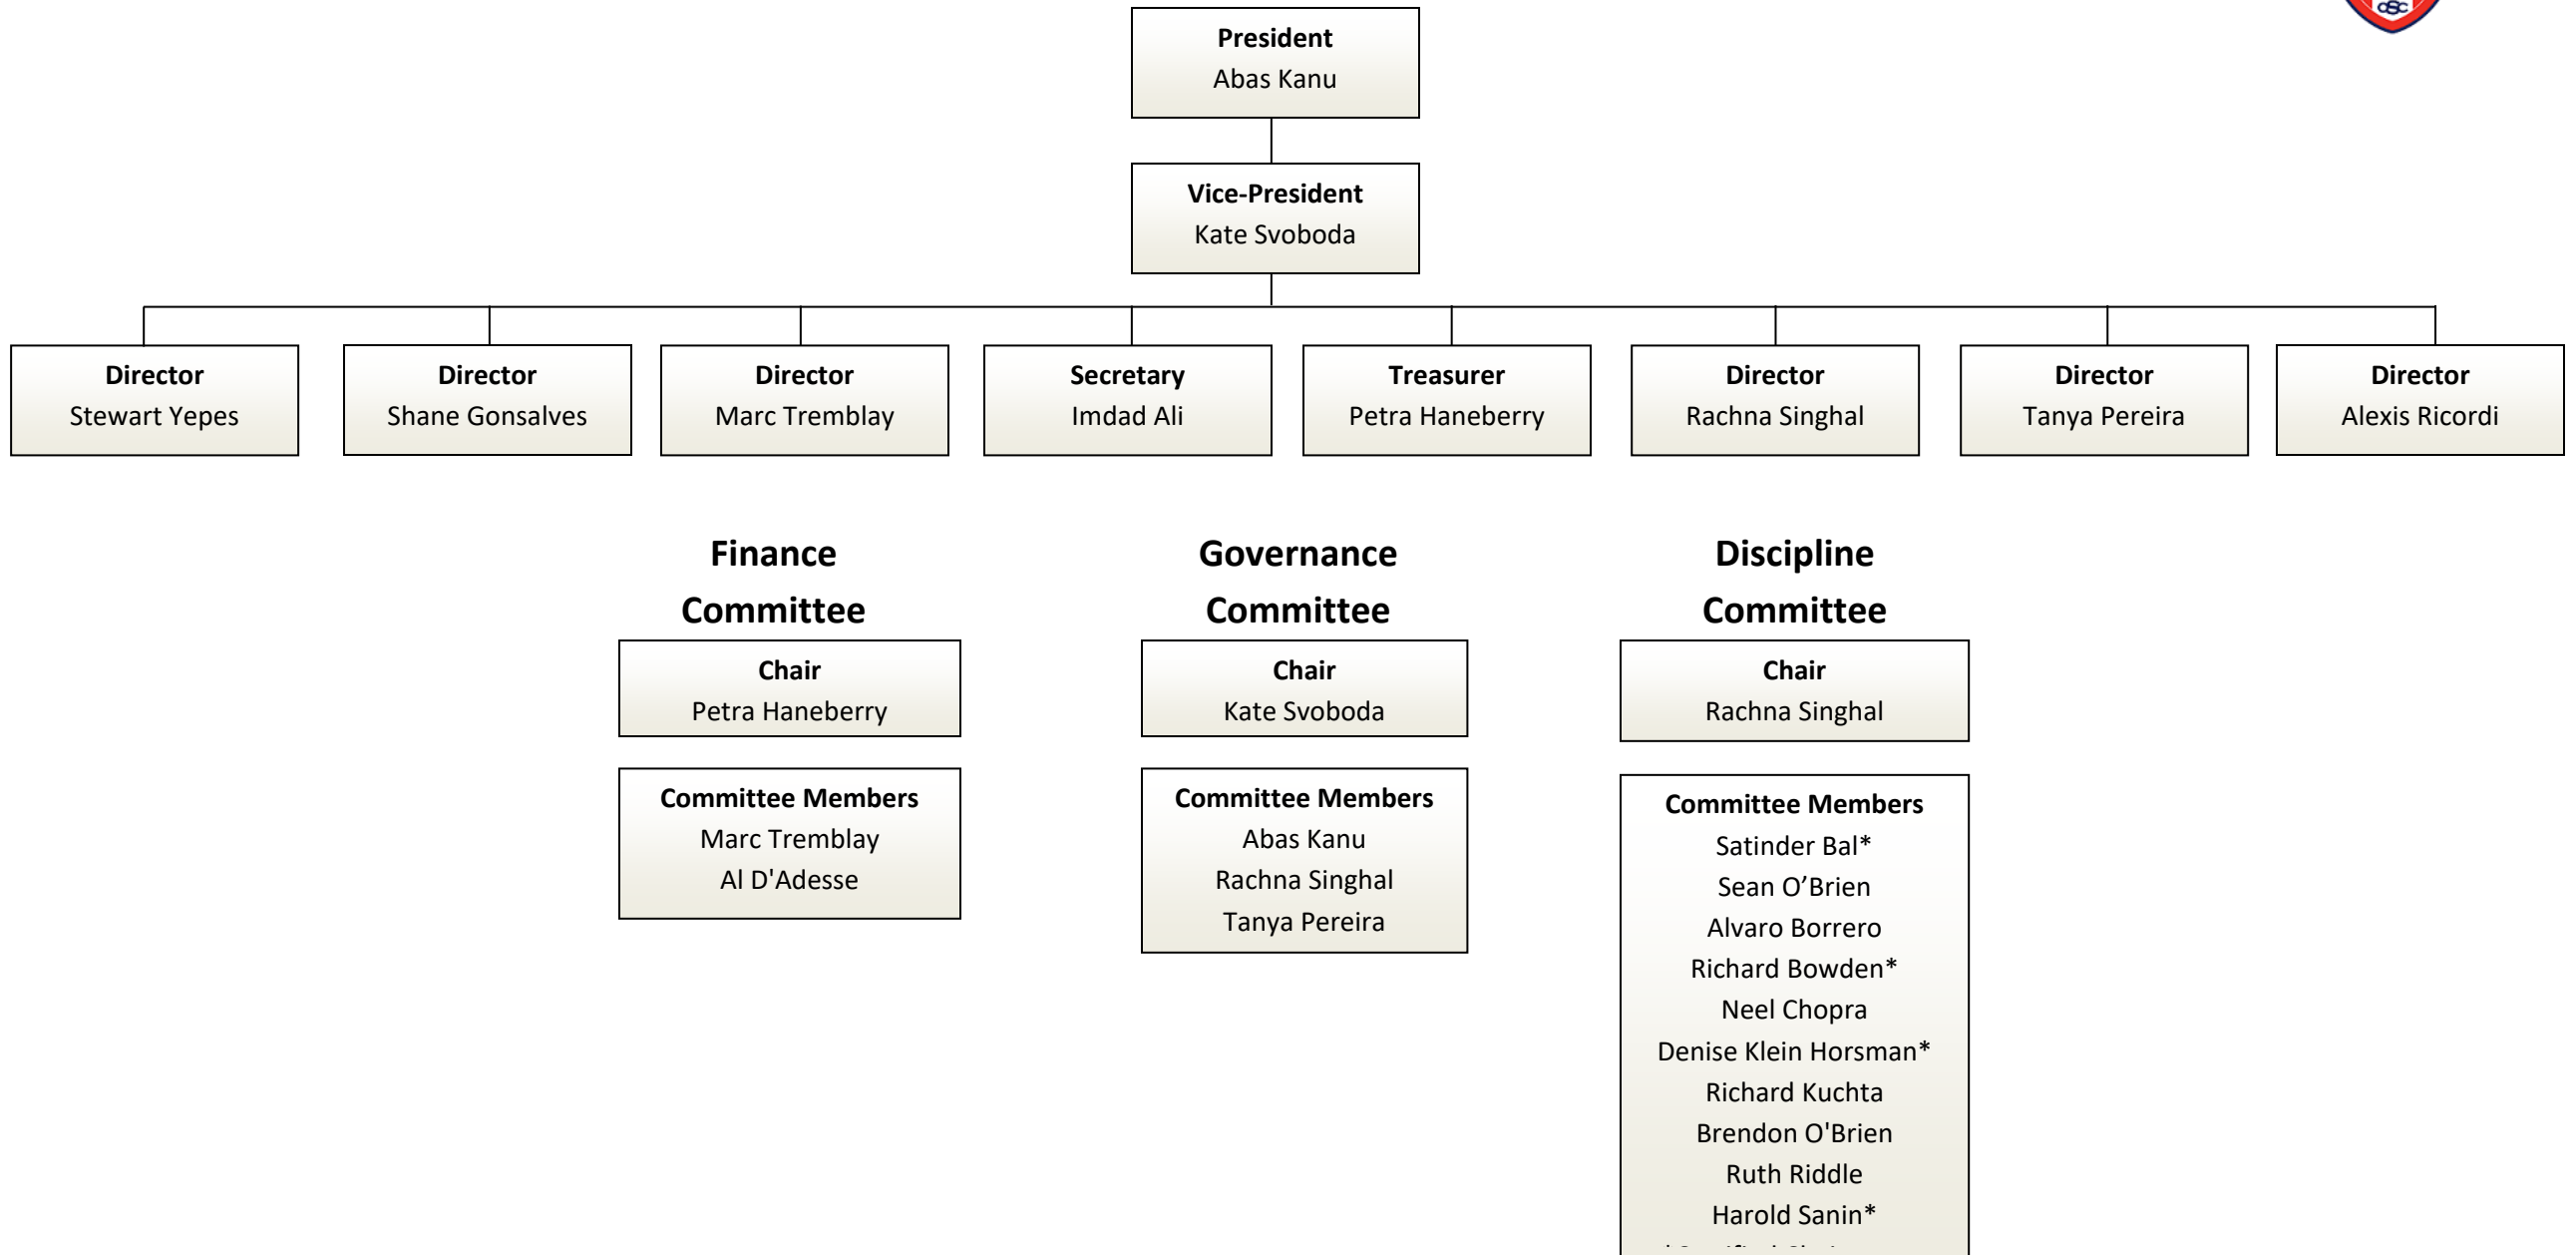 OSC
President
Abas Kanu
Vice-President
Kate Svoboda
Director
Stewart Yepes
Director
Shane Gonsalves
Director
Marc Tremblay
Secretary
Imdad Ali
Treasurer
Petra Haneberry
Director
Rachna Singhal
Director
Tanya Pereira
Director
Alexis Ricordi
Finance
Committee
Chair
Petra Haneberry
Committee Members
Marc Tremblay
Al D'Adesse
Governance
Committee
Chair
Kate Svoboda
Committee Members
Abas Kanu
Rachna Singhal
Tanya Pereira
Discipline
Committee
Chair
Rachna Singhal
Committee Members
Satinder Bal*
Sean O’Brien
Alvaro Borrero
Richard Bowden*
Neel Chopra
Denise Klein Horsman*
Richard Kuchta
Brendon O'Brien
Ruth Riddle
Harold Sanin*